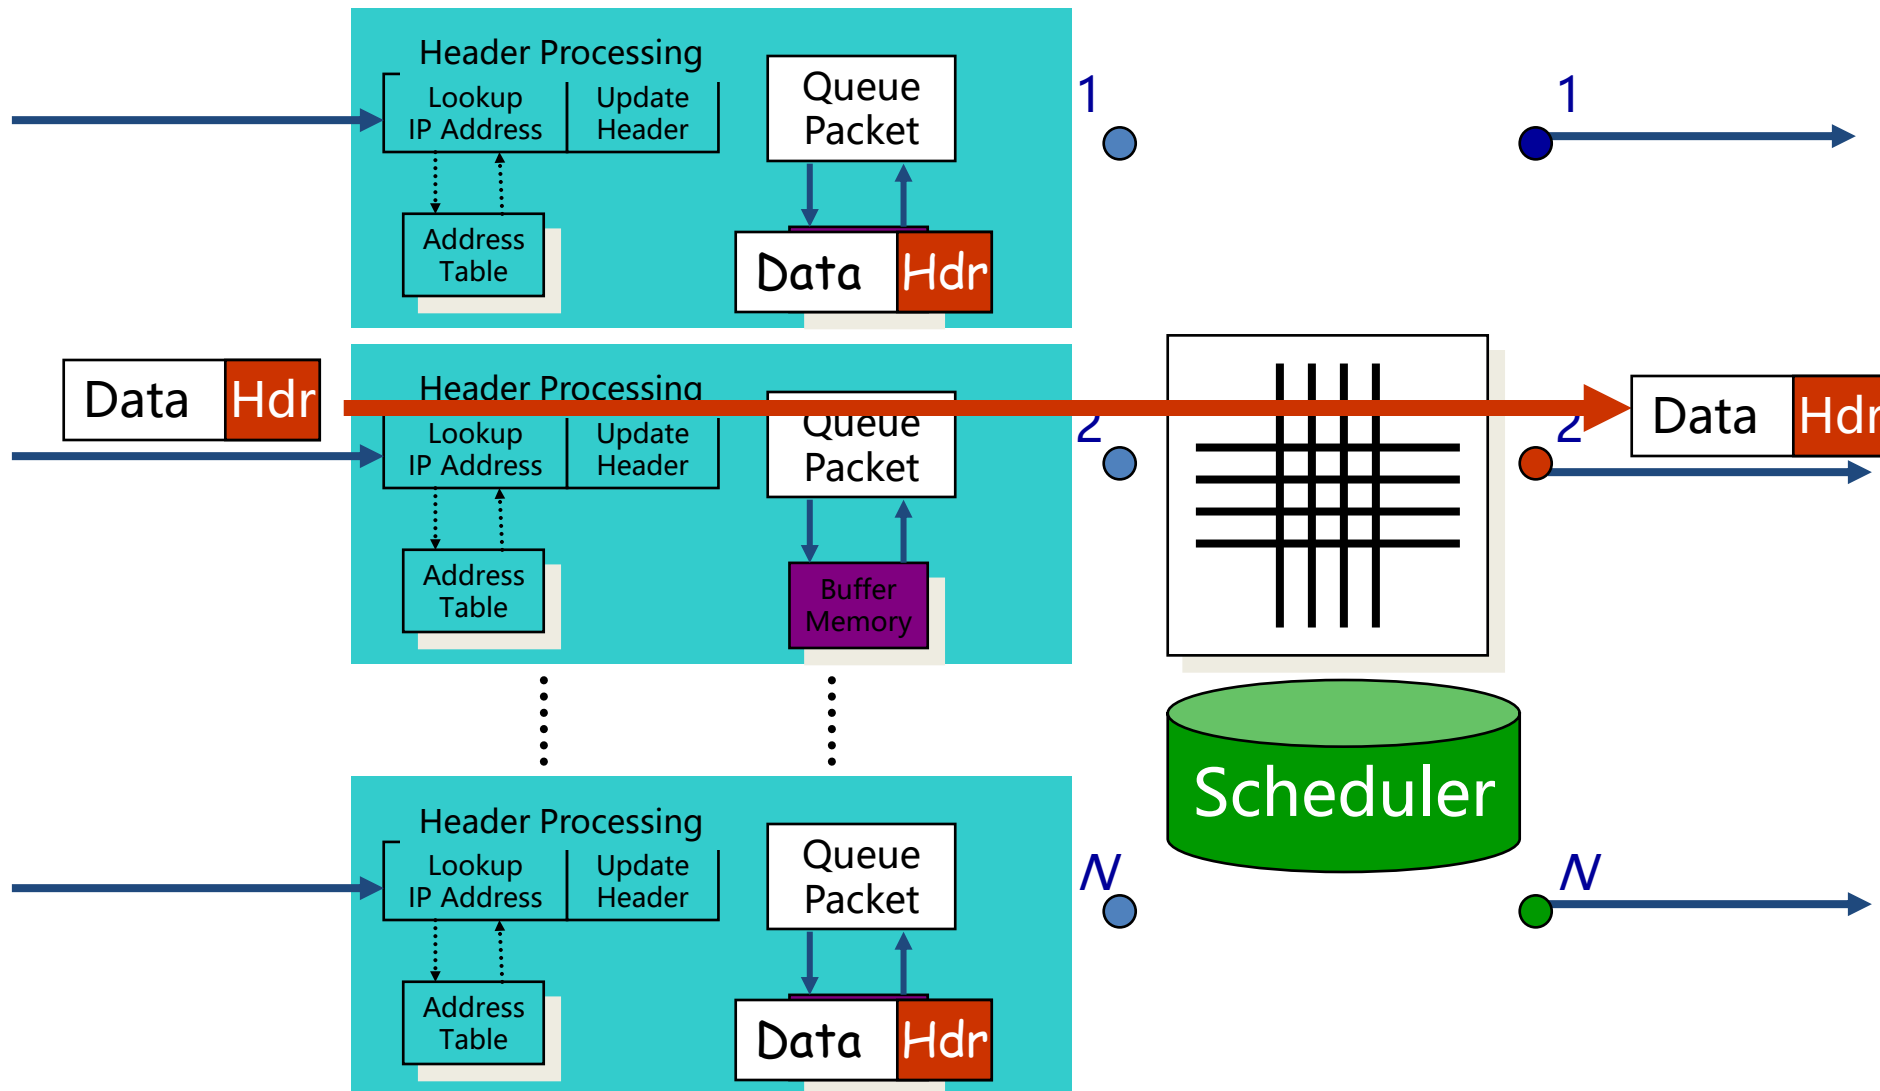 Header Processing
Lookup
IP Address
Update
Header
Queue
Packet
Address
Table
Data Hdr
1
1
Data Hdr
Header Processing
Lookup
IP Address
Update
Header
Queue
Packet
Address
Table
Buffer
Memory
2
2
Data Hdr
Scheduler
Header Processing
Lookup
IP Address
Update
Header
Queue
Packet
Address
Table
Data Hdr
N
N